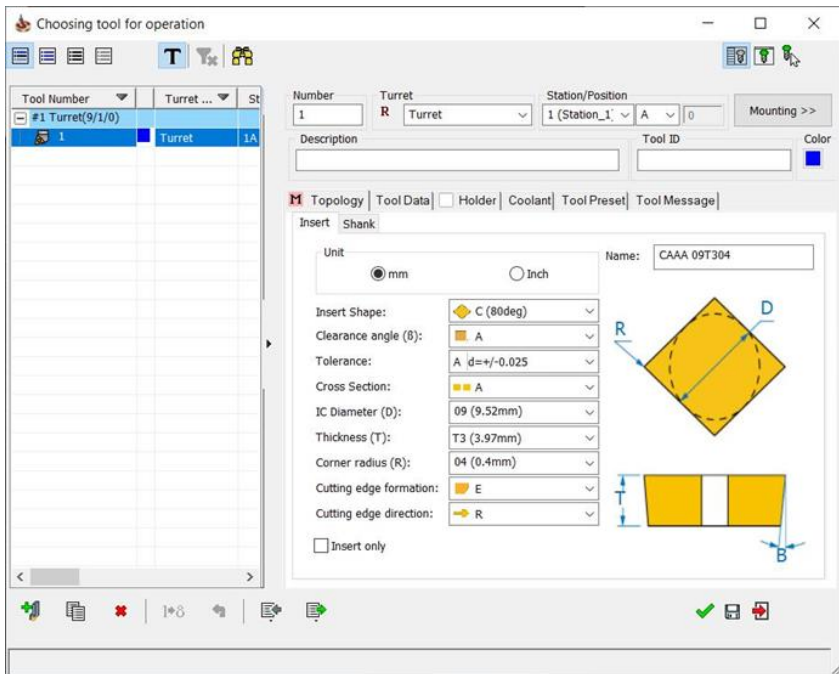 Choosing tool for operation
T
Tool Number Turret ... St
#1 Turret(9/1/0)
1 Turret 1A
Number Turret Station/Position
1 R Turret 1 (Station_1) A 0 Mounting >>
Description Tool ID Color
M Topology Tool Data Holder Coolant Tool Preset Tool Message
Insert Shank
Unit
mm Inch
Name: CAAA 09T304
Insert Shape: C (80deg)
Clearance angle (ß): A
Tolerance: A d=+/-0.025
Cross Section: A
IC Diameter (D): 09 (9.52mm)
Thickness (T): T3 (3.97mm)
Corner radius (R): 04 (0.4mm)
Cutting edge formation: E
Cutting edge direction: R
Insert only
D
R
T
B